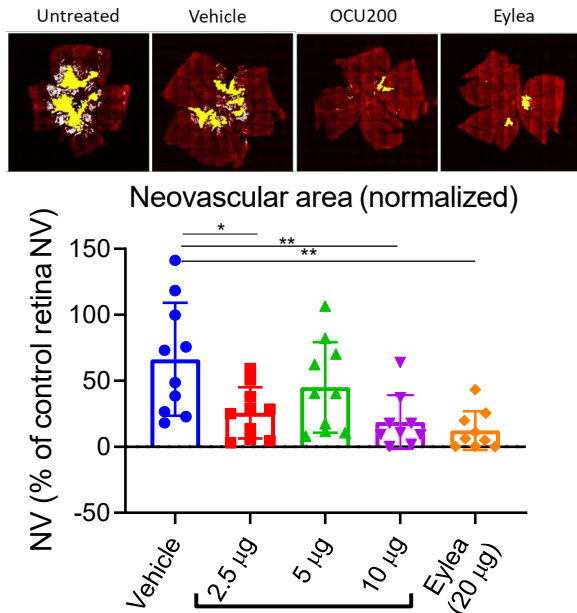 Untreated Vehicle OCU200 Eylea
Neovascular area (normalized)
NV (% of control retina NV)
150
100
50
0
-50
*
**
**
Vehicle
2.5 μg
5 μg
10 μg
Eylea
(20 μg)